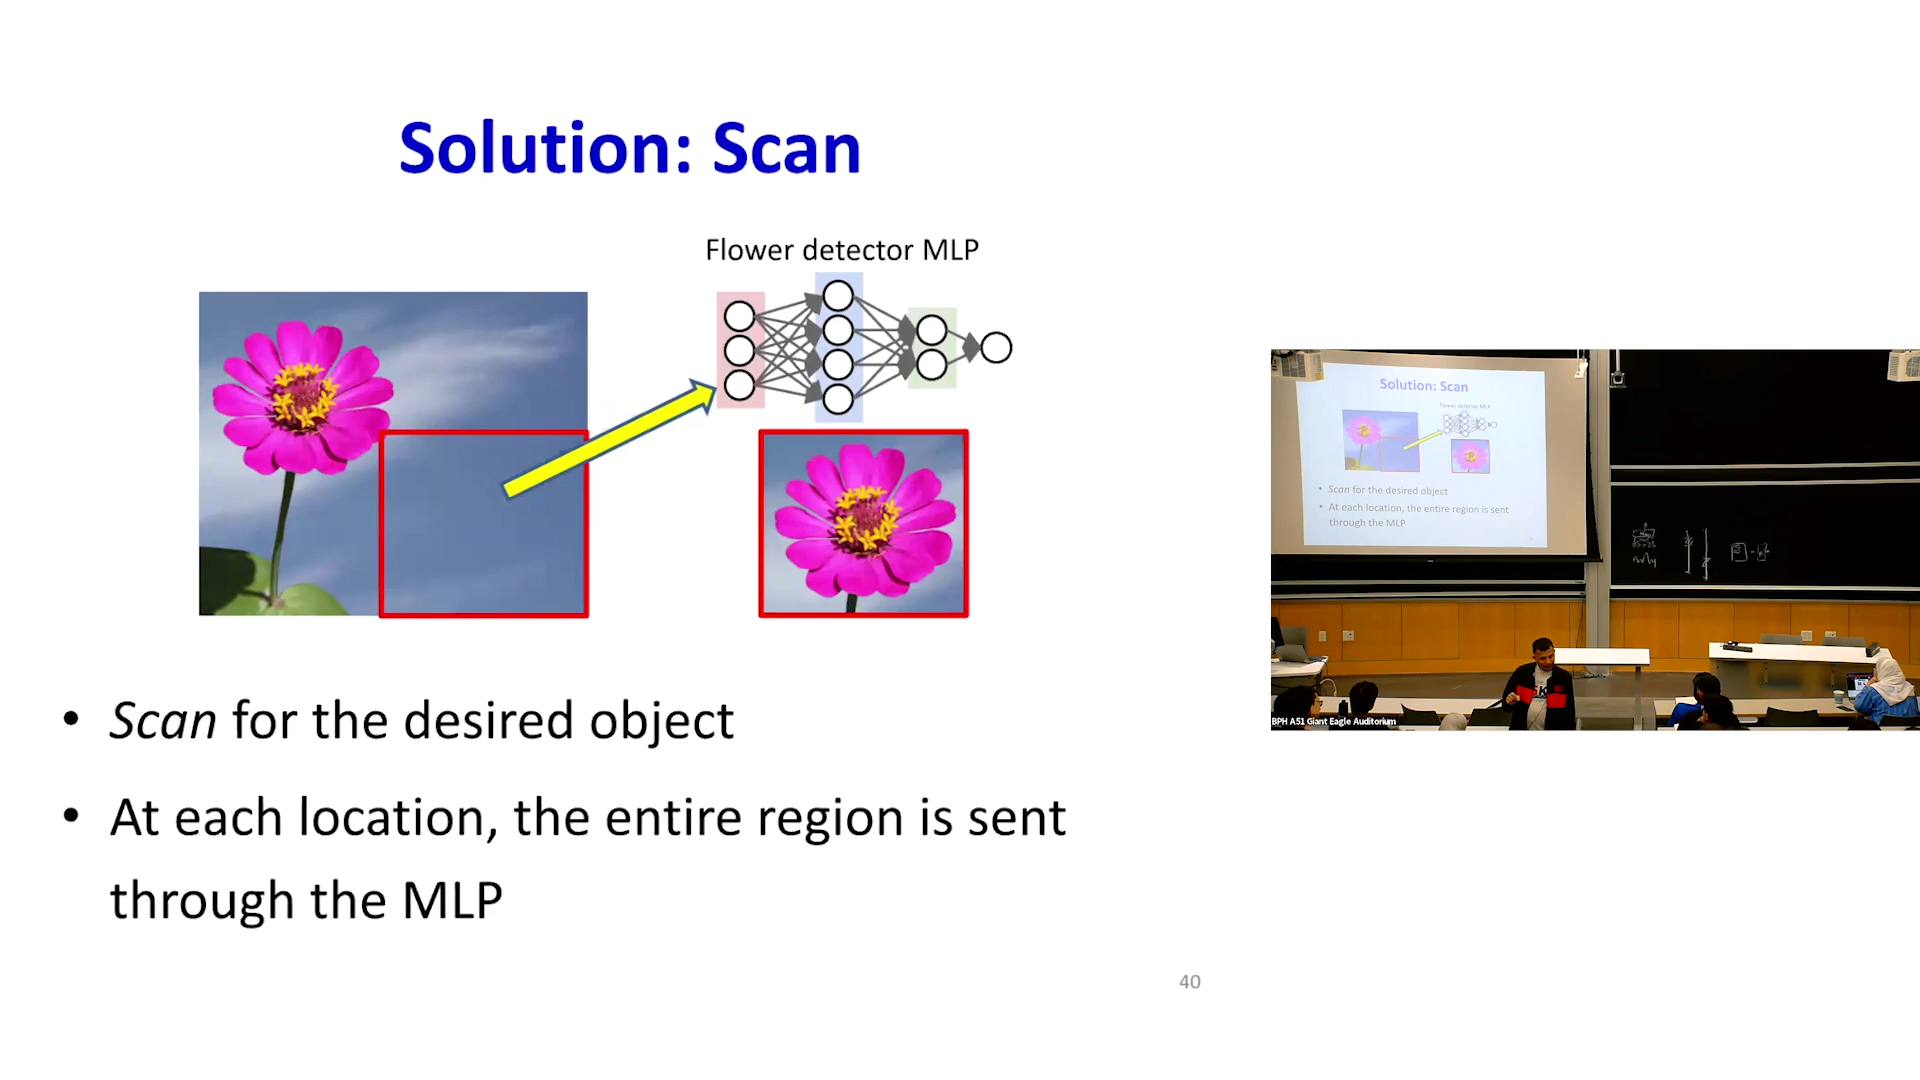 Solution: Scan
Flower detector MLP
• Scan for the desired object
• At each location, the entire region is sent
through the MLP
40
Solution: Scan
Flower detector MLP
• Scan for the desired object
• At each location, the entire region is sent
through the MLP
BPH A51 Giant Eagle Auditorium